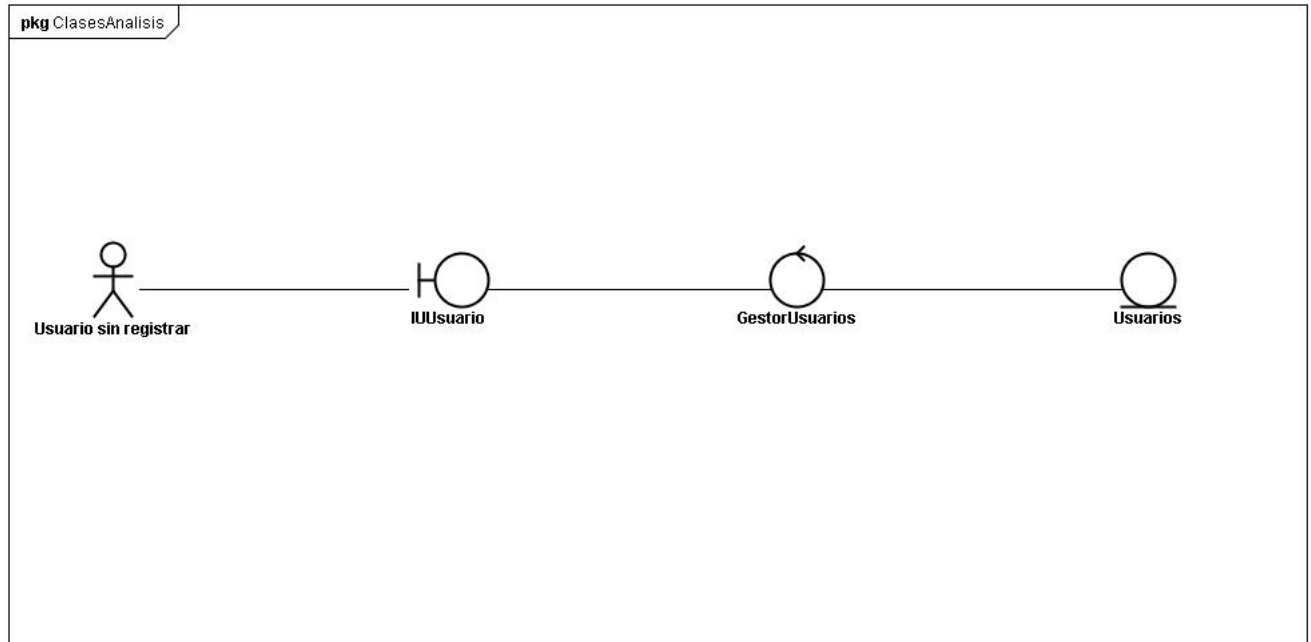 pkg ClasesAnalisis
Usuario sin registrar
IUUsuario
GestorUsuarios
Usuarios